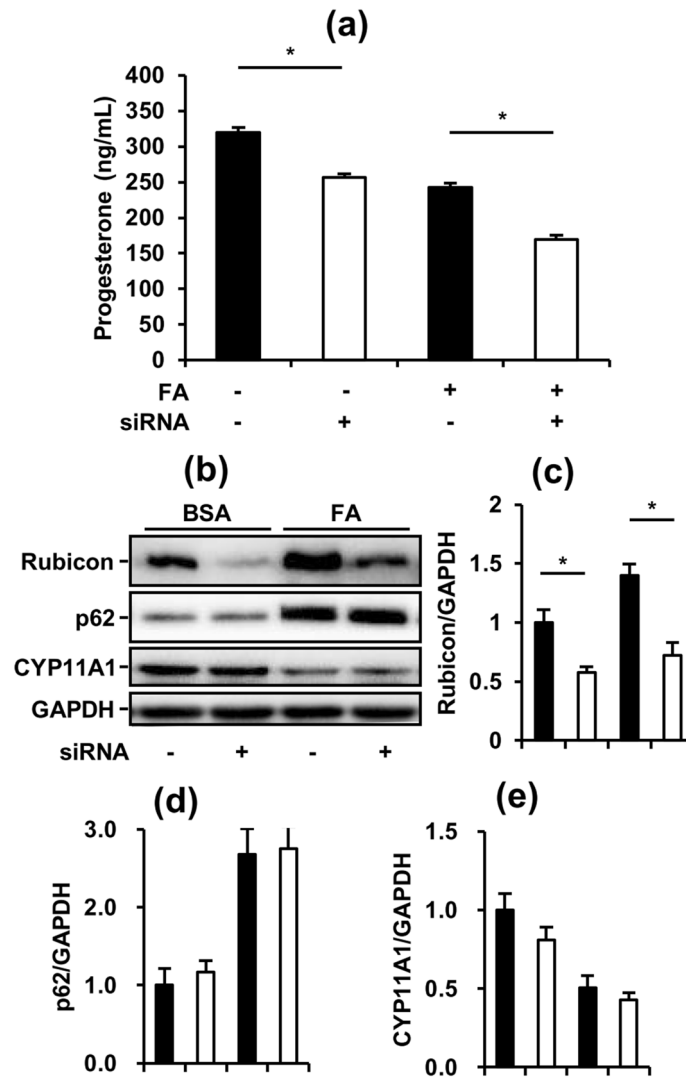 (a)
Progesterone (ng/mL)
400
350
300
250
200
150
100
50
0
*
*
FA - - + +
siRNA - + - +
(b)
BSA FA
Rubicon
p62
CYP11A1
GAPDH
siRNA - + - +
(c)
Rubicon/GAPDH
2
1.5
1
0.5
0
*
*
(d)
p62/GAPDH
3.0
2.0
1.0
0.0
(e)
CYP11A1/GAPDH
1.5
1.0
0.5
0.0